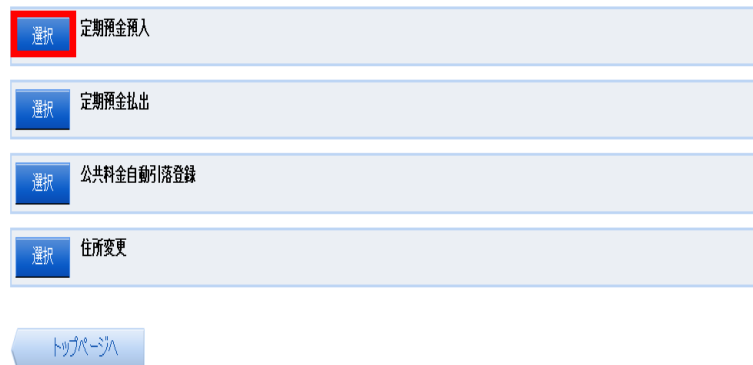 選択 定期預金預入
選択 定期預金払出
選択 公共料金自動引落登録
選択 住所変更
トップページへ